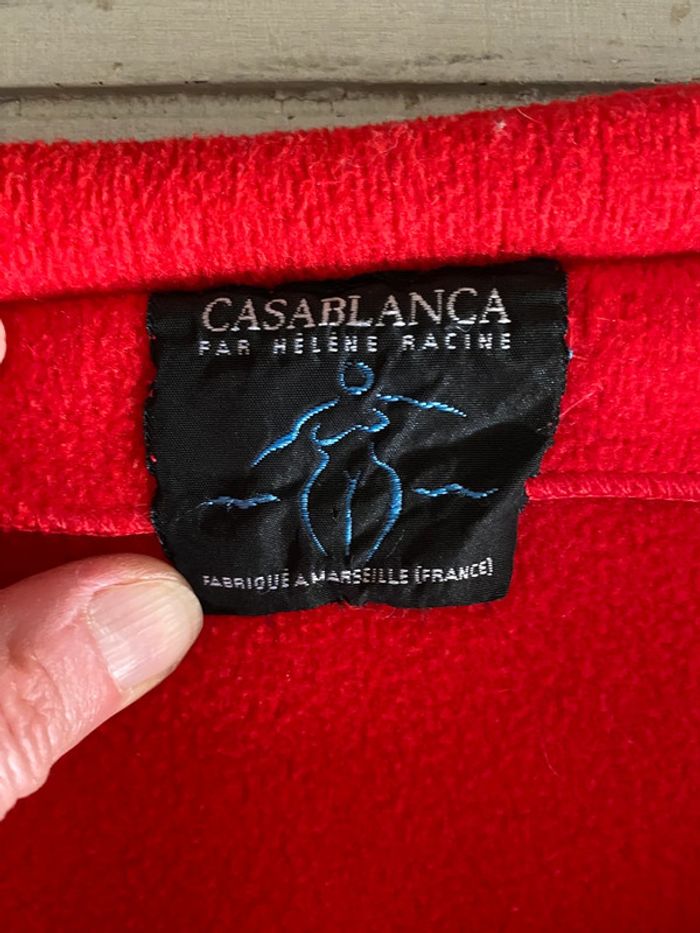 CASABLANCA
PAR HÉLÈNE RACINE
FABRIQUÉ A MARSEILLE (FRANCE)